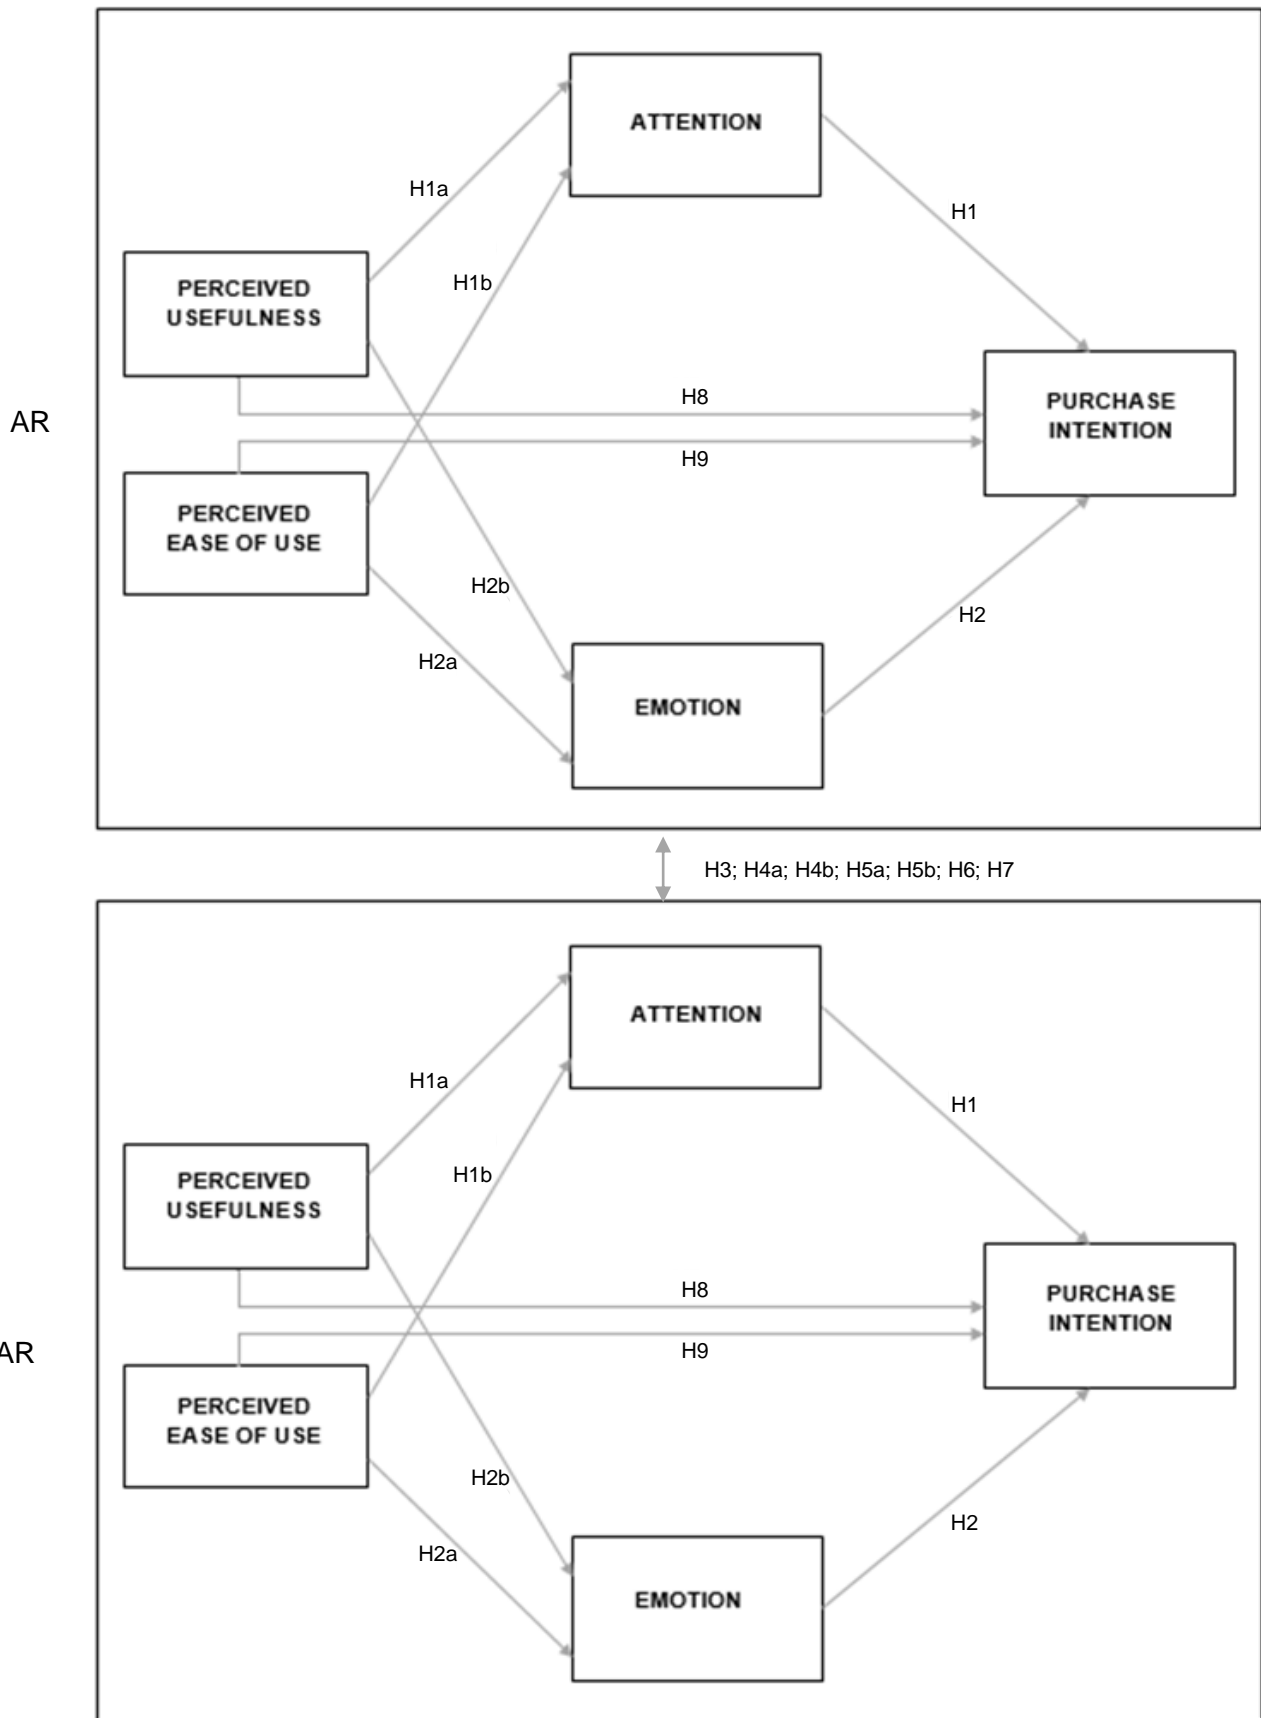 ATTENTION
H1a
H1
H1b
PERCEIVED
USEFULNESS
H8
PURCHASE
INTENTION
AR
H9
PERCEIVED
EASE OF USE
H2b
H2
H2a
EMOTION
H3; H4a; H4b; H5a; H5b; H6; H7
ATTENTION
H1a
H1
H1b
PERCEIVED
USEFULNESS
H8
PURCHASE
INTENTION
AR
H9
PERCEIVED
EASE OF USE
H2b
H2
H2a
EMOTION